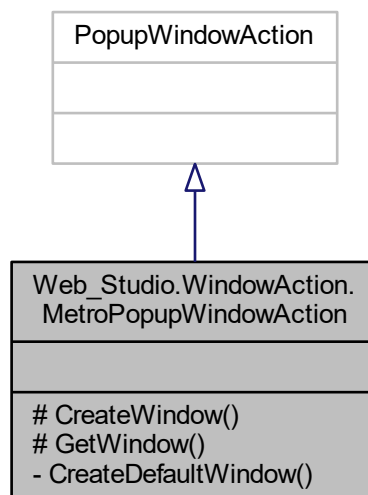 PopupWindowAction
Web_Studio.WindowAction.
MetroPopupWindowAction
# CreateWindow()
# GetWindow()
- CreateDefaultWindow()